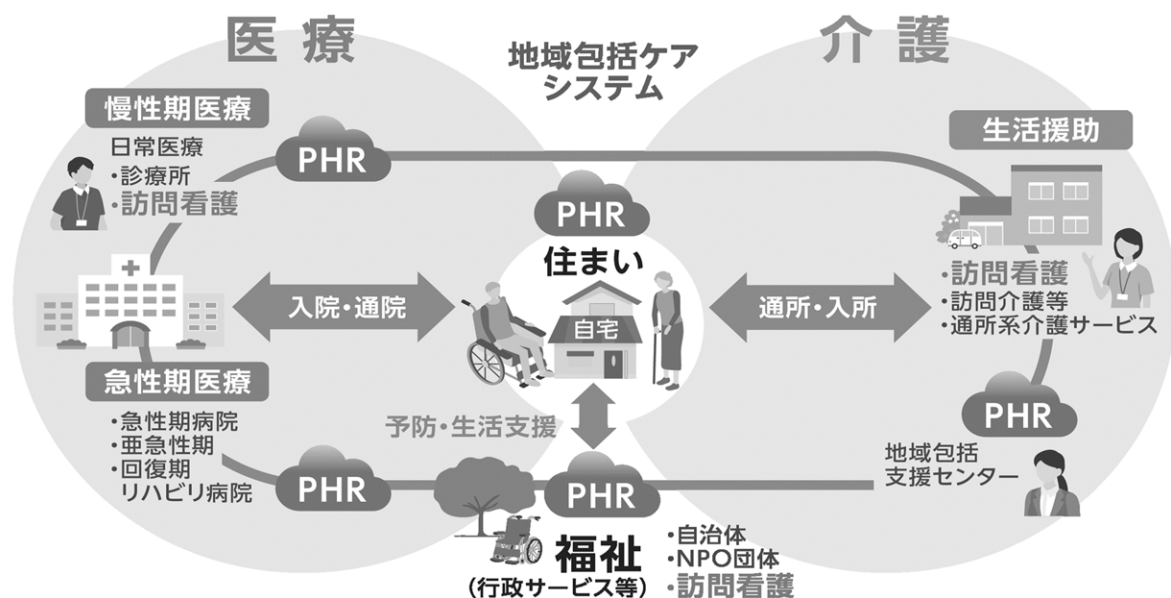 医療
介護
地域包括ケア
システム
慢性期医療
日常医療
・診療所
・訪問看護
PHR
PHR
生活援助
・訪問看護
・訪問介護等
・通所系介護サービス
住まい
自宅
入院・通院
通所・入所
急性期医療
・急性期病院
・亜急性期
・回復期
リハビリ病院
予防・生活支援
PHR
PHR
PHR
地域包括
支援センター
福祉
(行政サービス等)
・自治体
・NPO団体
・訪問看護